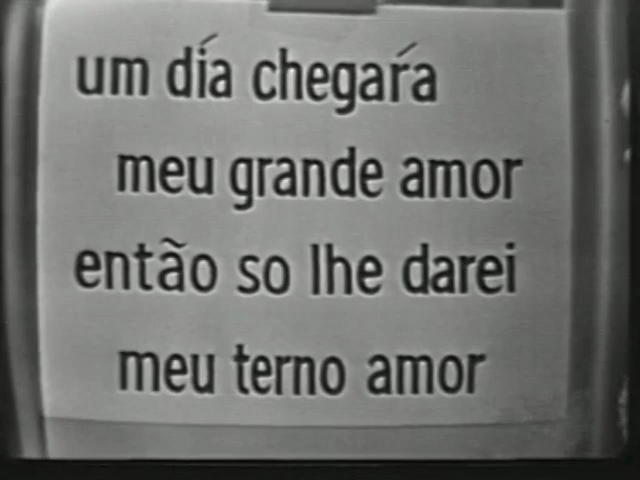 um día chegará
meu grande amor
então so lhe darei
meu terno amor